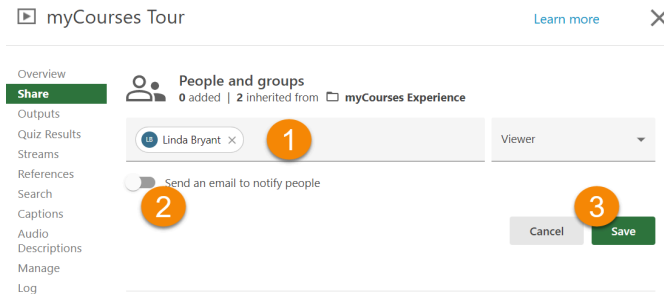 myCourses Tour
Learn more
Overview
Share
Outputs
Quiz Results
Streams
References
Search
Captions
Audio
Descriptions
Manage
Log
People and groups
0 added | 2 inherited from myCourses Experience
LB Linda Bryant
1
Viewer
Send an email to notify people
2
3
Cancel
Save